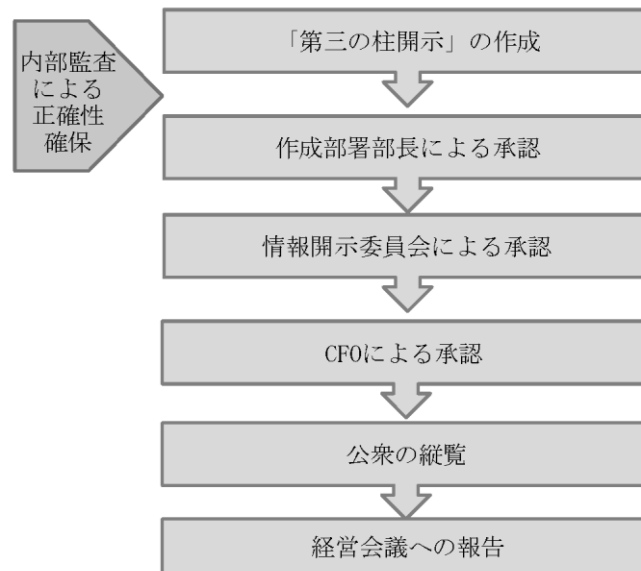 内部監査
による
正確性
確保
「第三の柱開示」の作成
作成部署部長による承認
情報開示委員会による承認
CFOによる承認
公衆の縦覧
経営会議への報告